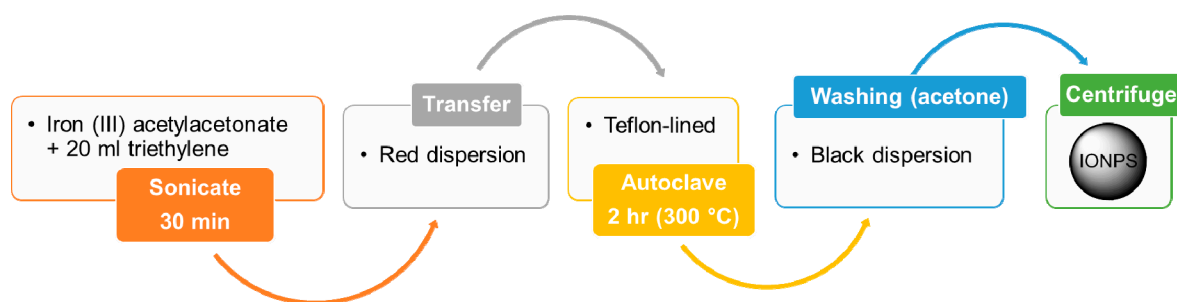 • Iron (III) acetylacetonate
+ 20 ml triethylene
Sonicate
30 min
Transfer
• Red dispersion
• Teflon-lined
Autoclave
2 hr (300 °C)
Washing (acetone)
• Black dispersion
Centrifuge
IONPS